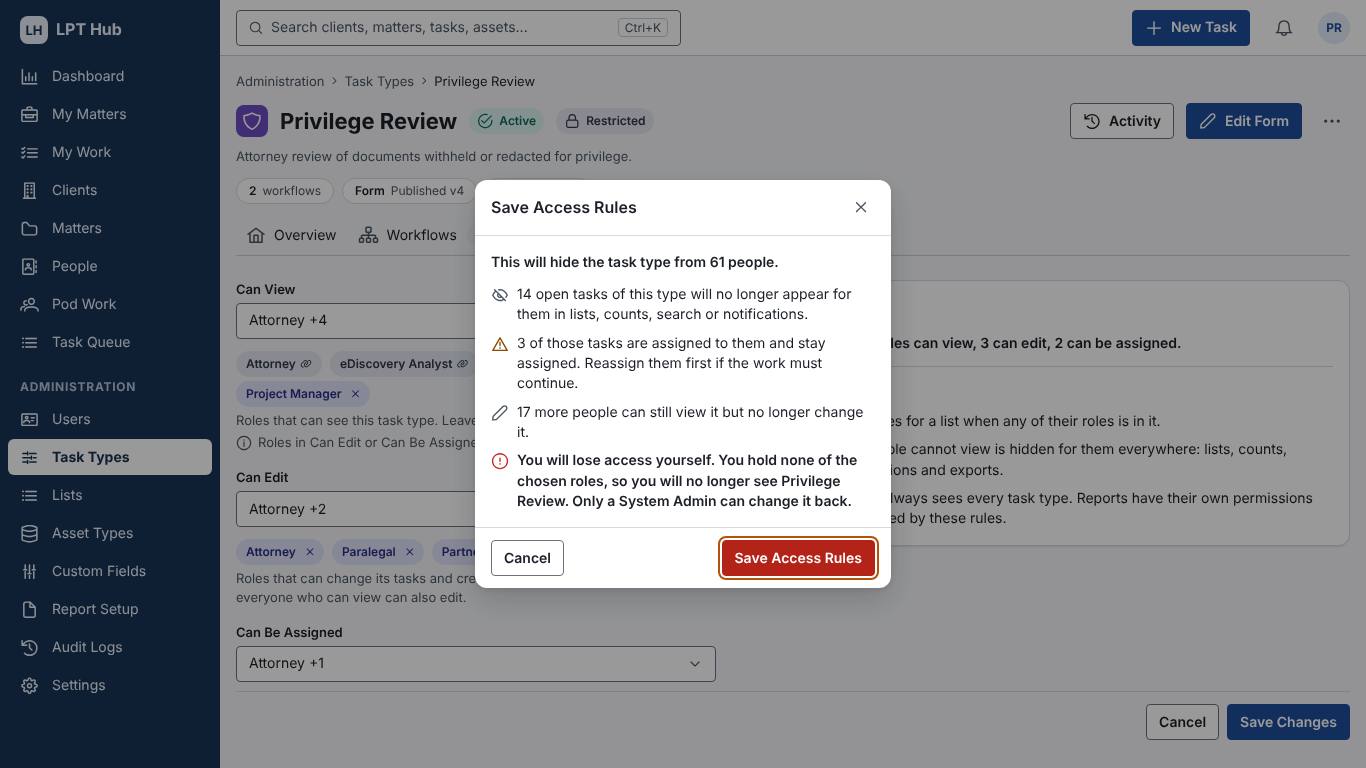 LH LPT Hub
Search clients, matters, tasks, assets... Ctrl+K
New Task
PR
Dashboard
My Matters
My Work
Clients
Matters
People
Pod Work
Task Queue
ADMINISTRATION
Users
Task Types
Lists
Asset Types
Custom Fields
Report Setup
Audit Logs
Settings
Administration > Task Types > Privilege Review
Privilege Review Active Restricted
Activity Edit Form
Attorney review of documents withheld or redacted for privilege.
2 workflows Form Published v4
Overview Workflows
Can View
Attorney +4
Attorney eDiscovery Analyst
Project Manager
Roles that can see this task type. Leave
Roles in Can Edit or Can Be Assigne
Can Edit
Attorney +2
Attorney Paralegal Partne
Roles that can change its tasks and cre
everyone who can view can also edit.
Can Be Assigned
Attorney +1
les can view, 3 can edit, 2 can be assigned.
es for a list when any of their roles is in it.
ple cannot view is hidden for them everywhere: lists, counts,
ions and exports.
lways sees every task type. Reports have their own permissions
ed by these rules.
Cancel Save Changes
Save Access Rules
This will hide the task type from 61 people.
14 open tasks of this type will no longer appear for
them in lists, counts, search or notifications.
3 of those tasks are assigned to them and stay
assigned. Reassign them first if the work must
continue.
17 more people can still view it but no longer change
it.
You will lose access yourself. You hold none of the
chosen roles, so you will no longer see Privilege
Review. Only a System Admin can change it back.
Cancel Save Access Rules